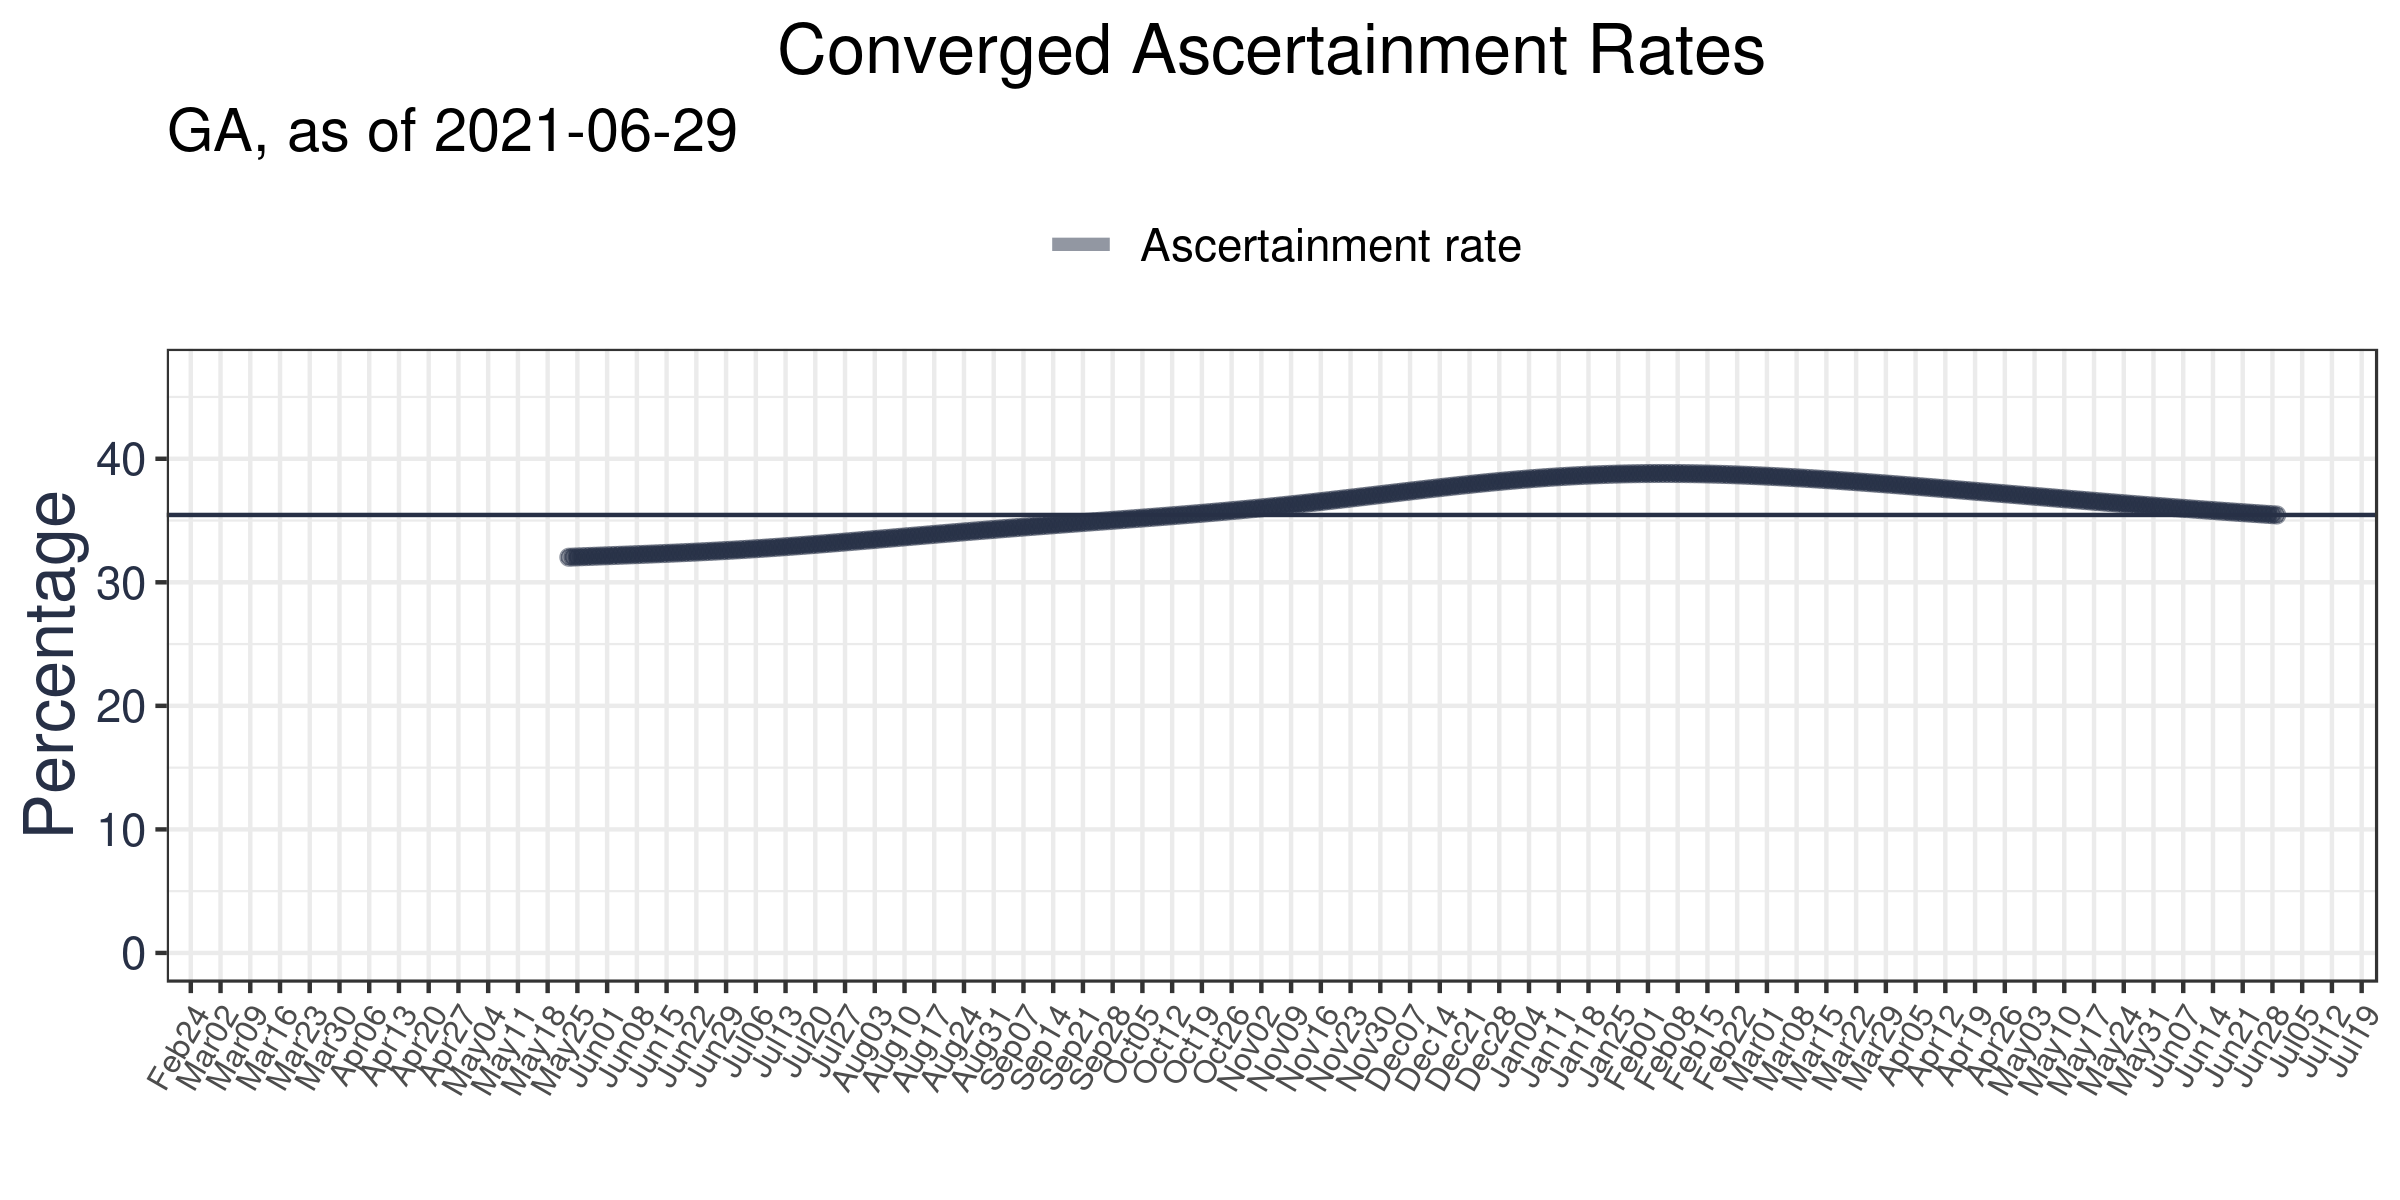 Converged Ascertainment Rates
GA, as of 2021-06-29
Ascertainment rate
Percentage
40
30
20
10
0
Feb24 Mar02 Mar09 Mar16 Mar23 Mar30 Apr06 Apr13 Apr20 Apr27 May04 May11 May18 May25 Jun01 Jun08 Jun15 Jun22 Jun29 Jul06 Jul13 Jul20 Jul27 Aug03 Aug10 Aug17 Aug24 Aug31 Sep07 Sep14 Sep21 Sep28 Oct05 Oct12 Oct19 Oct26 Nov02 Nov09 Nov16 Nov23 Nov30 Dec07 Dec14 Dec21 Dec28 Jan04 Jan11 Jan18 Jan25 Feb01 Feb08 Feb15 Feb22 Mar01 Mar08 Mar15 Mar22 Mar29 Apr05 Apr12 Apr19 Apr26 May03 May10 May17 May24 May31 Jun07 Jun14 Jun21 Jun28 Jul05 Jul12 Jul19